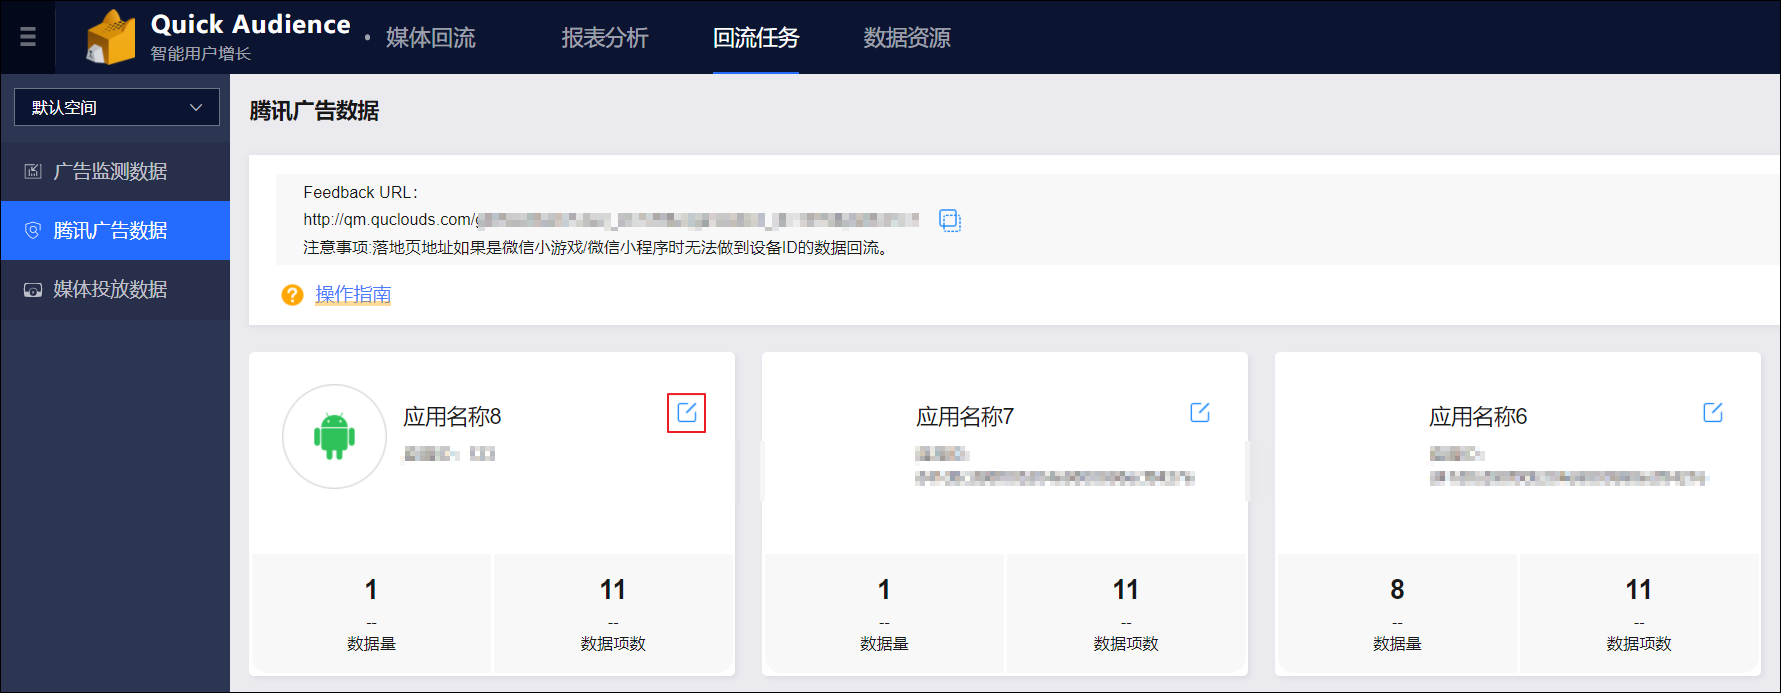 Quick Audience
智能用户增长
· 媒体回流
报表分析
回流任务
数据资源
默认空间
广告监测数据
腾讯广告数据
媒体投放数据
腾讯广告数据
Feedback URL：
http://qm.quclouds.com/
注意事项:落地页地址如果是微信小游戏/微信小程序时无法做到设备ID的数据回流。
? 操作指南
应用名称8
1
--
数据量
11
--
数据项数
应用名称7
1
--
数据量
11
--
数据项数
应用名称6
8
--
数据量
11
--
数据项数